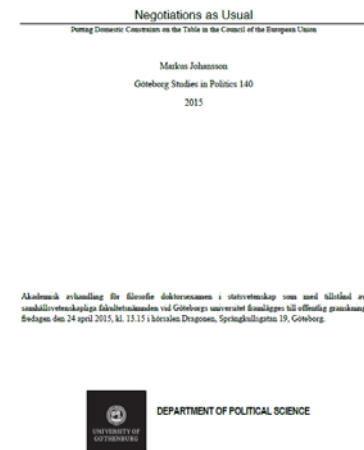 Negotiations as Usual
Putting Domestic Constraints on the Table in the Council of the European Union
Markus Johansson
Göteborg Studies in Politics 140
2015
Akademisk avhandling för filosofie doktorsexamen i statsvetenskap som med tillstånd av
samhällsvetenskapliga fakultetsnämnden vid Göteborgs universitet framlägges till offentlig granskning
fredagen den 24 april 2015, kl. 13.15 i hörsalen Dragonen, Sprängkullsgatan 19, Göteborg.
DEPARTMENT OF POLITICAL SCIENCE
UNIVERSITY OF
GOTHENBURG